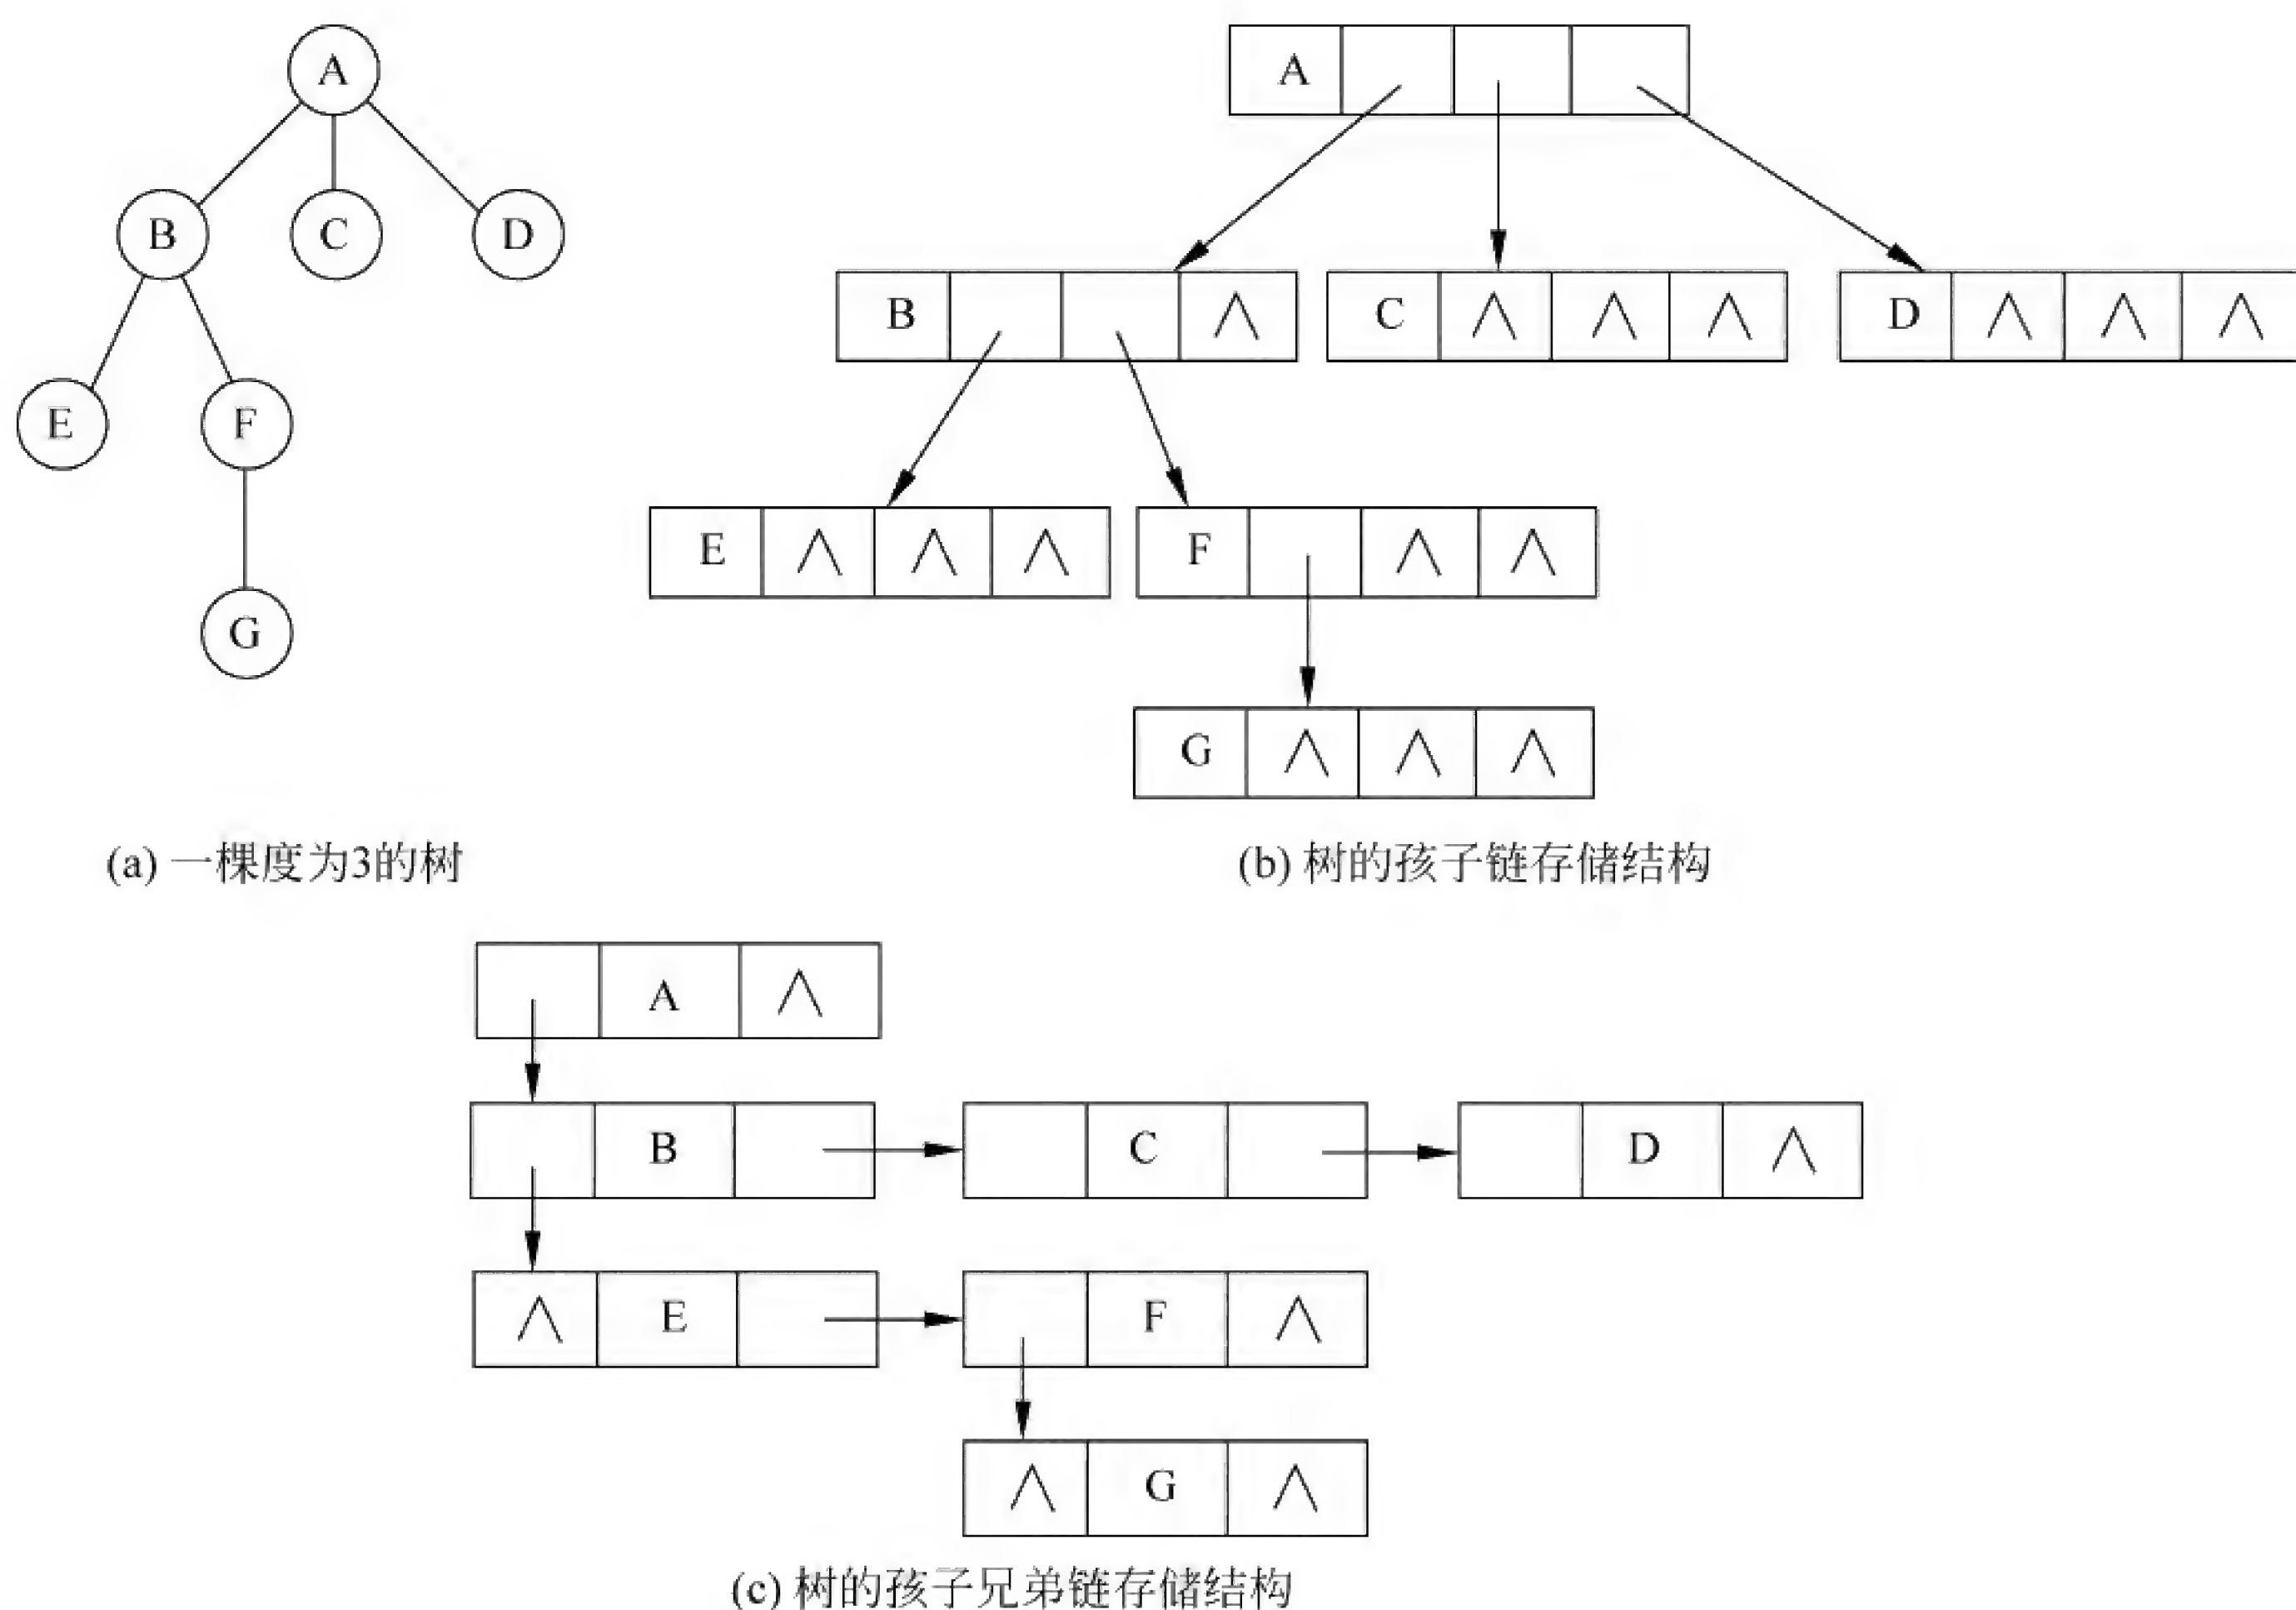 A
B C D
E F
G
(a) 一棵度为3的树
A
B ∧ C ∧ ∧ ∧ D ∧ ∧ ∧
E ∧ ∧ ∧ F ∧ ∧
G ∧ ∧ ∧
(b) 树的孩子链存储结构
A ∧
B C D ∧
∧ E F ∧
∧ G ∧
(c) 树的孩子兄弟链存储结构